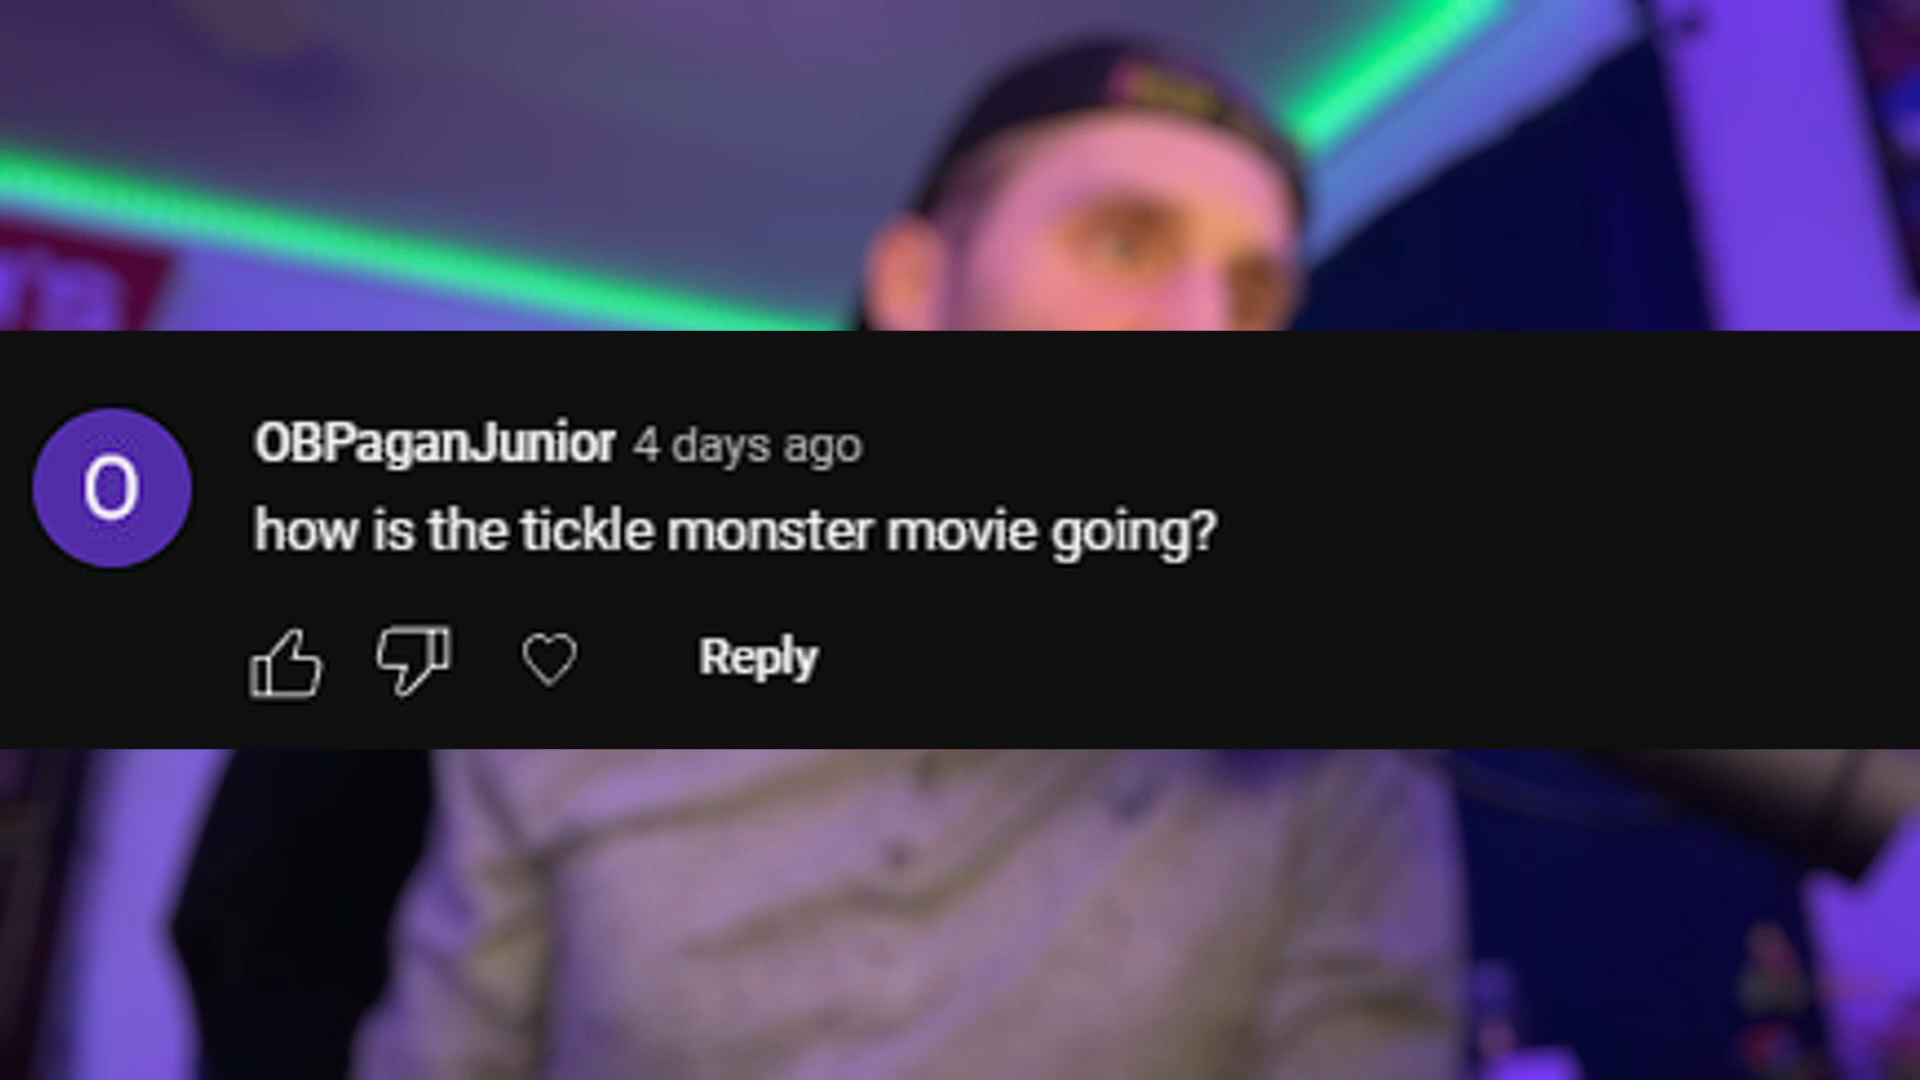 O
OBPaganJunior 4 days ago
how is the tickle monster movie going?
Reply